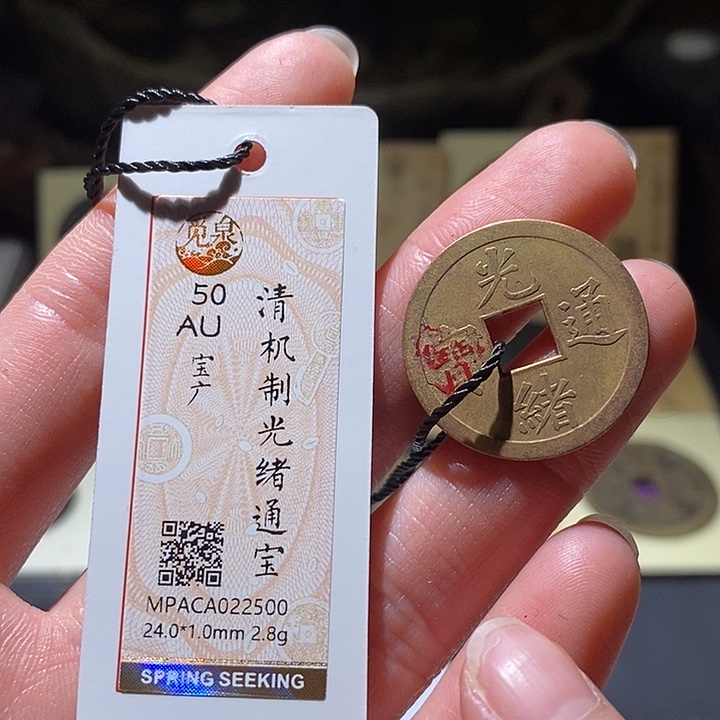 觅泉
50
AU
宝广
清机制光绪通宝
MPACA022500
24.0*1.0mm 2.8g
SPRING SEEKING
光
緒
通